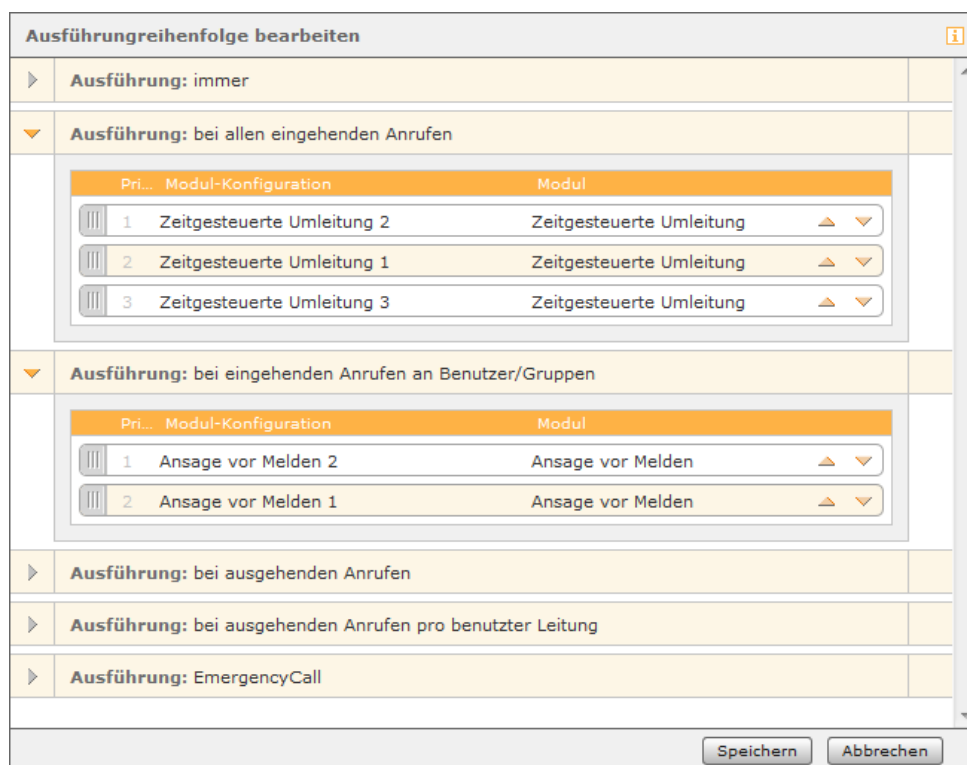 Ausführungreihenfolge bearbeiten
Ausführung: immer
Ausführung: bei allen eingehenden Anrufen
Pri... Modul-Konfiguration Modul
1 Zeitgesteuerte Umleitung 2 Zeitgesteuerte Umleitung
2 Zeitgesteuerte Umleitung 1 Zeitgesteuerte Umleitung
3 Zeitgesteuerte Umleitung 3 Zeitgesteuerte Umleitung
Ausführung: bei eingehenden Anrufen an Benutzer/Gruppen
Pri... Modul-Konfiguration Modul
1 Ansage vor Melden 2 Ansage vor Melden
2 Ansage vor Melden 1 Ansage vor Melden
Ausführung: bei ausgehenden Anrufen
Ausführung: bei ausgehenden Anrufen pro benutzter Leitung
Ausführung: EmergencyCall
Speichern Abbrechen